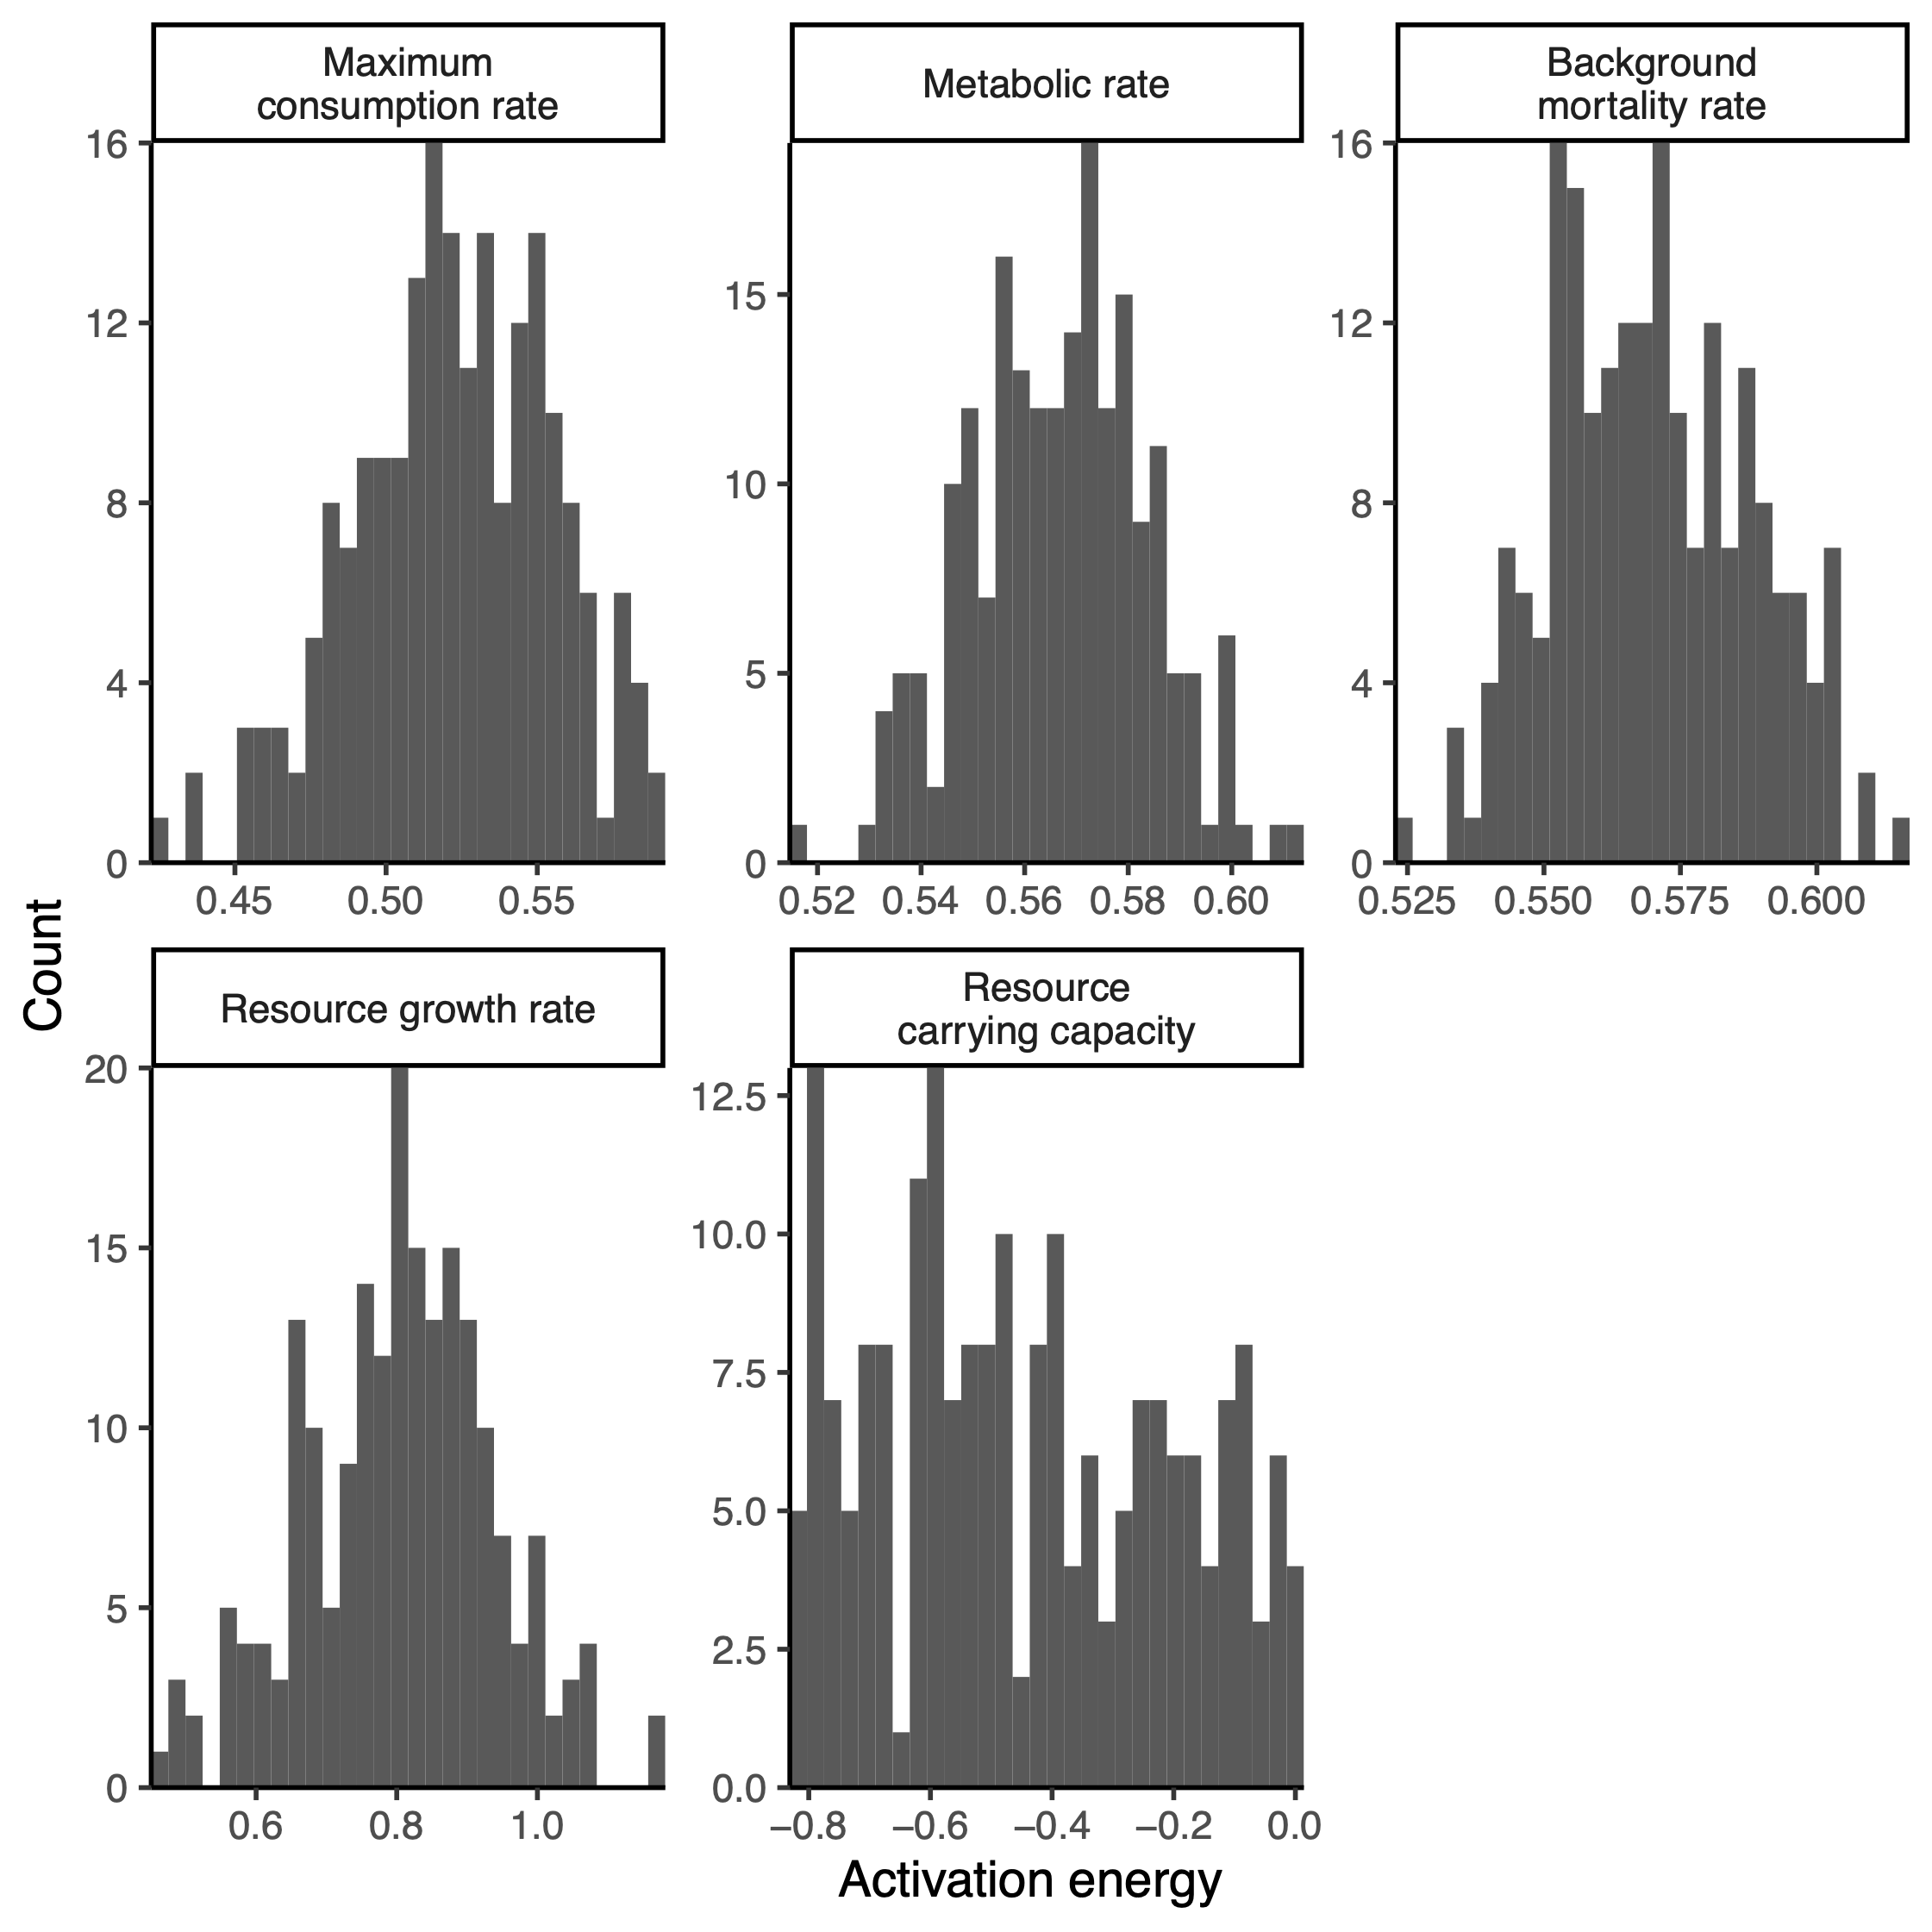 Maximum
consumption rate
Metabolic rate
Background
mortality rate
16
12
8
4
0
0.45 0.50 0.55
15
10
5
0
0.52 0.54 0.56 0.58 0.60
16
12
8
4
0
0.525 0.550 0.575 0.600
Count
Resource growth rate
Resource
carrying capacity
20
15
10
5
0
0.6 0.8 1.0
12.5
10.0
7.5
5.0
2.5
0.0
−0.8 −0.6 −0.4 −0.2 0.0
Activation energy